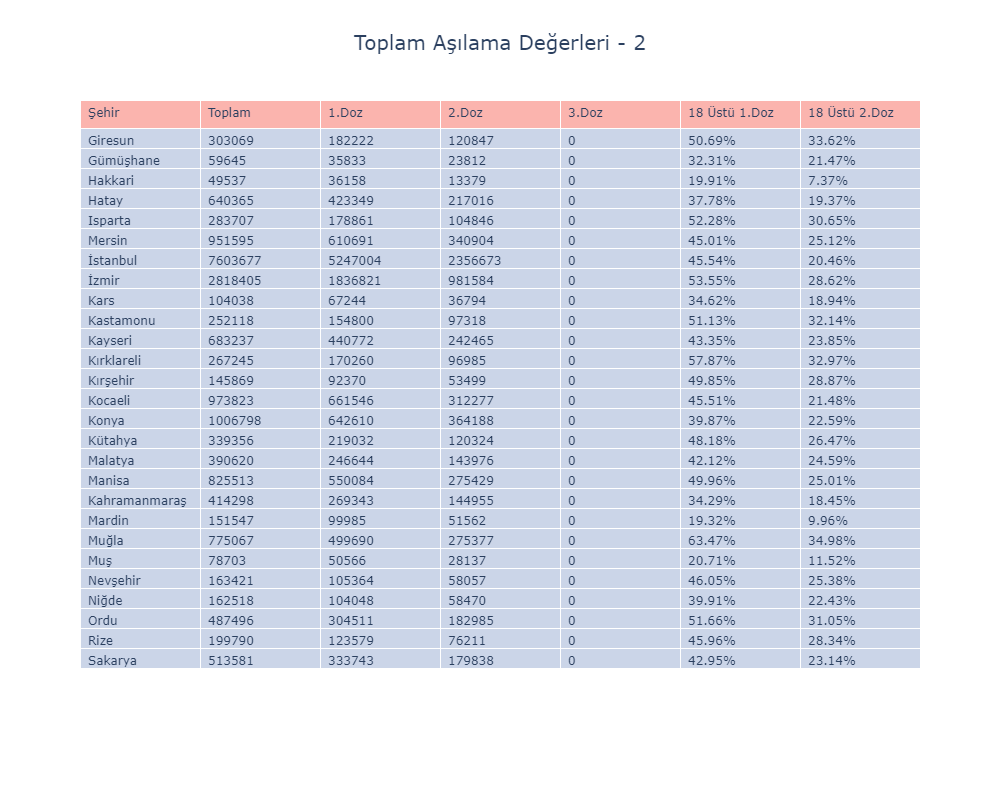 Toplam Aşılama Değerleri - 2
Şehir Toplam 1.Doz 2.Doz 3.Doz 18 Üstü 1.Doz 18 Üstü 2.Doz
Giresun 303069 182222 120847 0 50.69% 33.62%
Gümüşhane 59645 35833 23812 0 32.31% 21.47%
Hakkari 49537 36158 13379 0 19.91% 7.37%
Hatay 640365 423349 217016 0 37.78% 19.37%
Isparta 283707 178861 104846 0 52.28% 30.65%
Mersin 951595 610691 340904 0 45.01% 25.12%
İstanbul 7603677 5247004 2356673 0 45.54% 20.46%
İzmir 2818405 1836821 981584 0 53.55% 28.62%
Kars 104038 67244 36794 0 34.62% 18.94%
Kastamonu 252118 154800 97318 0 51.13% 32.14%
Kayseri 683237 440772 242465 0 43.35% 23.85%
Kırklareli 267245 170260 96985 0 57.87% 32.97%
Kırşehir 145869 92370 53499 0 49.85% 28.87%
Kocaeli 973823 661546 312277 0 45.51% 21.48%
Konya 1006798 642610 364188 0 39.87% 22.59%
Kütahya 339356 219032 120324 0 48.18% 26.47%
Malatya 390620 246644 143976 0 42.12% 24.59%
Manisa 825513 550084 275429 0 49.96% 25.01%
Kahramanmaraş 414298 269343 144955 0 34.29% 18.45%
Mardin 151547 99985 51562 0 19.32% 9.96%
Muğla 775067 499690 275377 0 63.47% 34.98%
Muş 78703 50566 28137 0 20.71% 11.52%
Nevşehir 163421 105364 58057 0 46.05% 25.38%
Niğde 162518 104048 58470 0 39.91% 22.43%
Ordu 487496 304511 182985 0 51.66% 31.05%
Rize 199790 123579 76211 0 45.96% 28.34%
Sakarya 513581 333743 179838 0 42.95% 23.14%